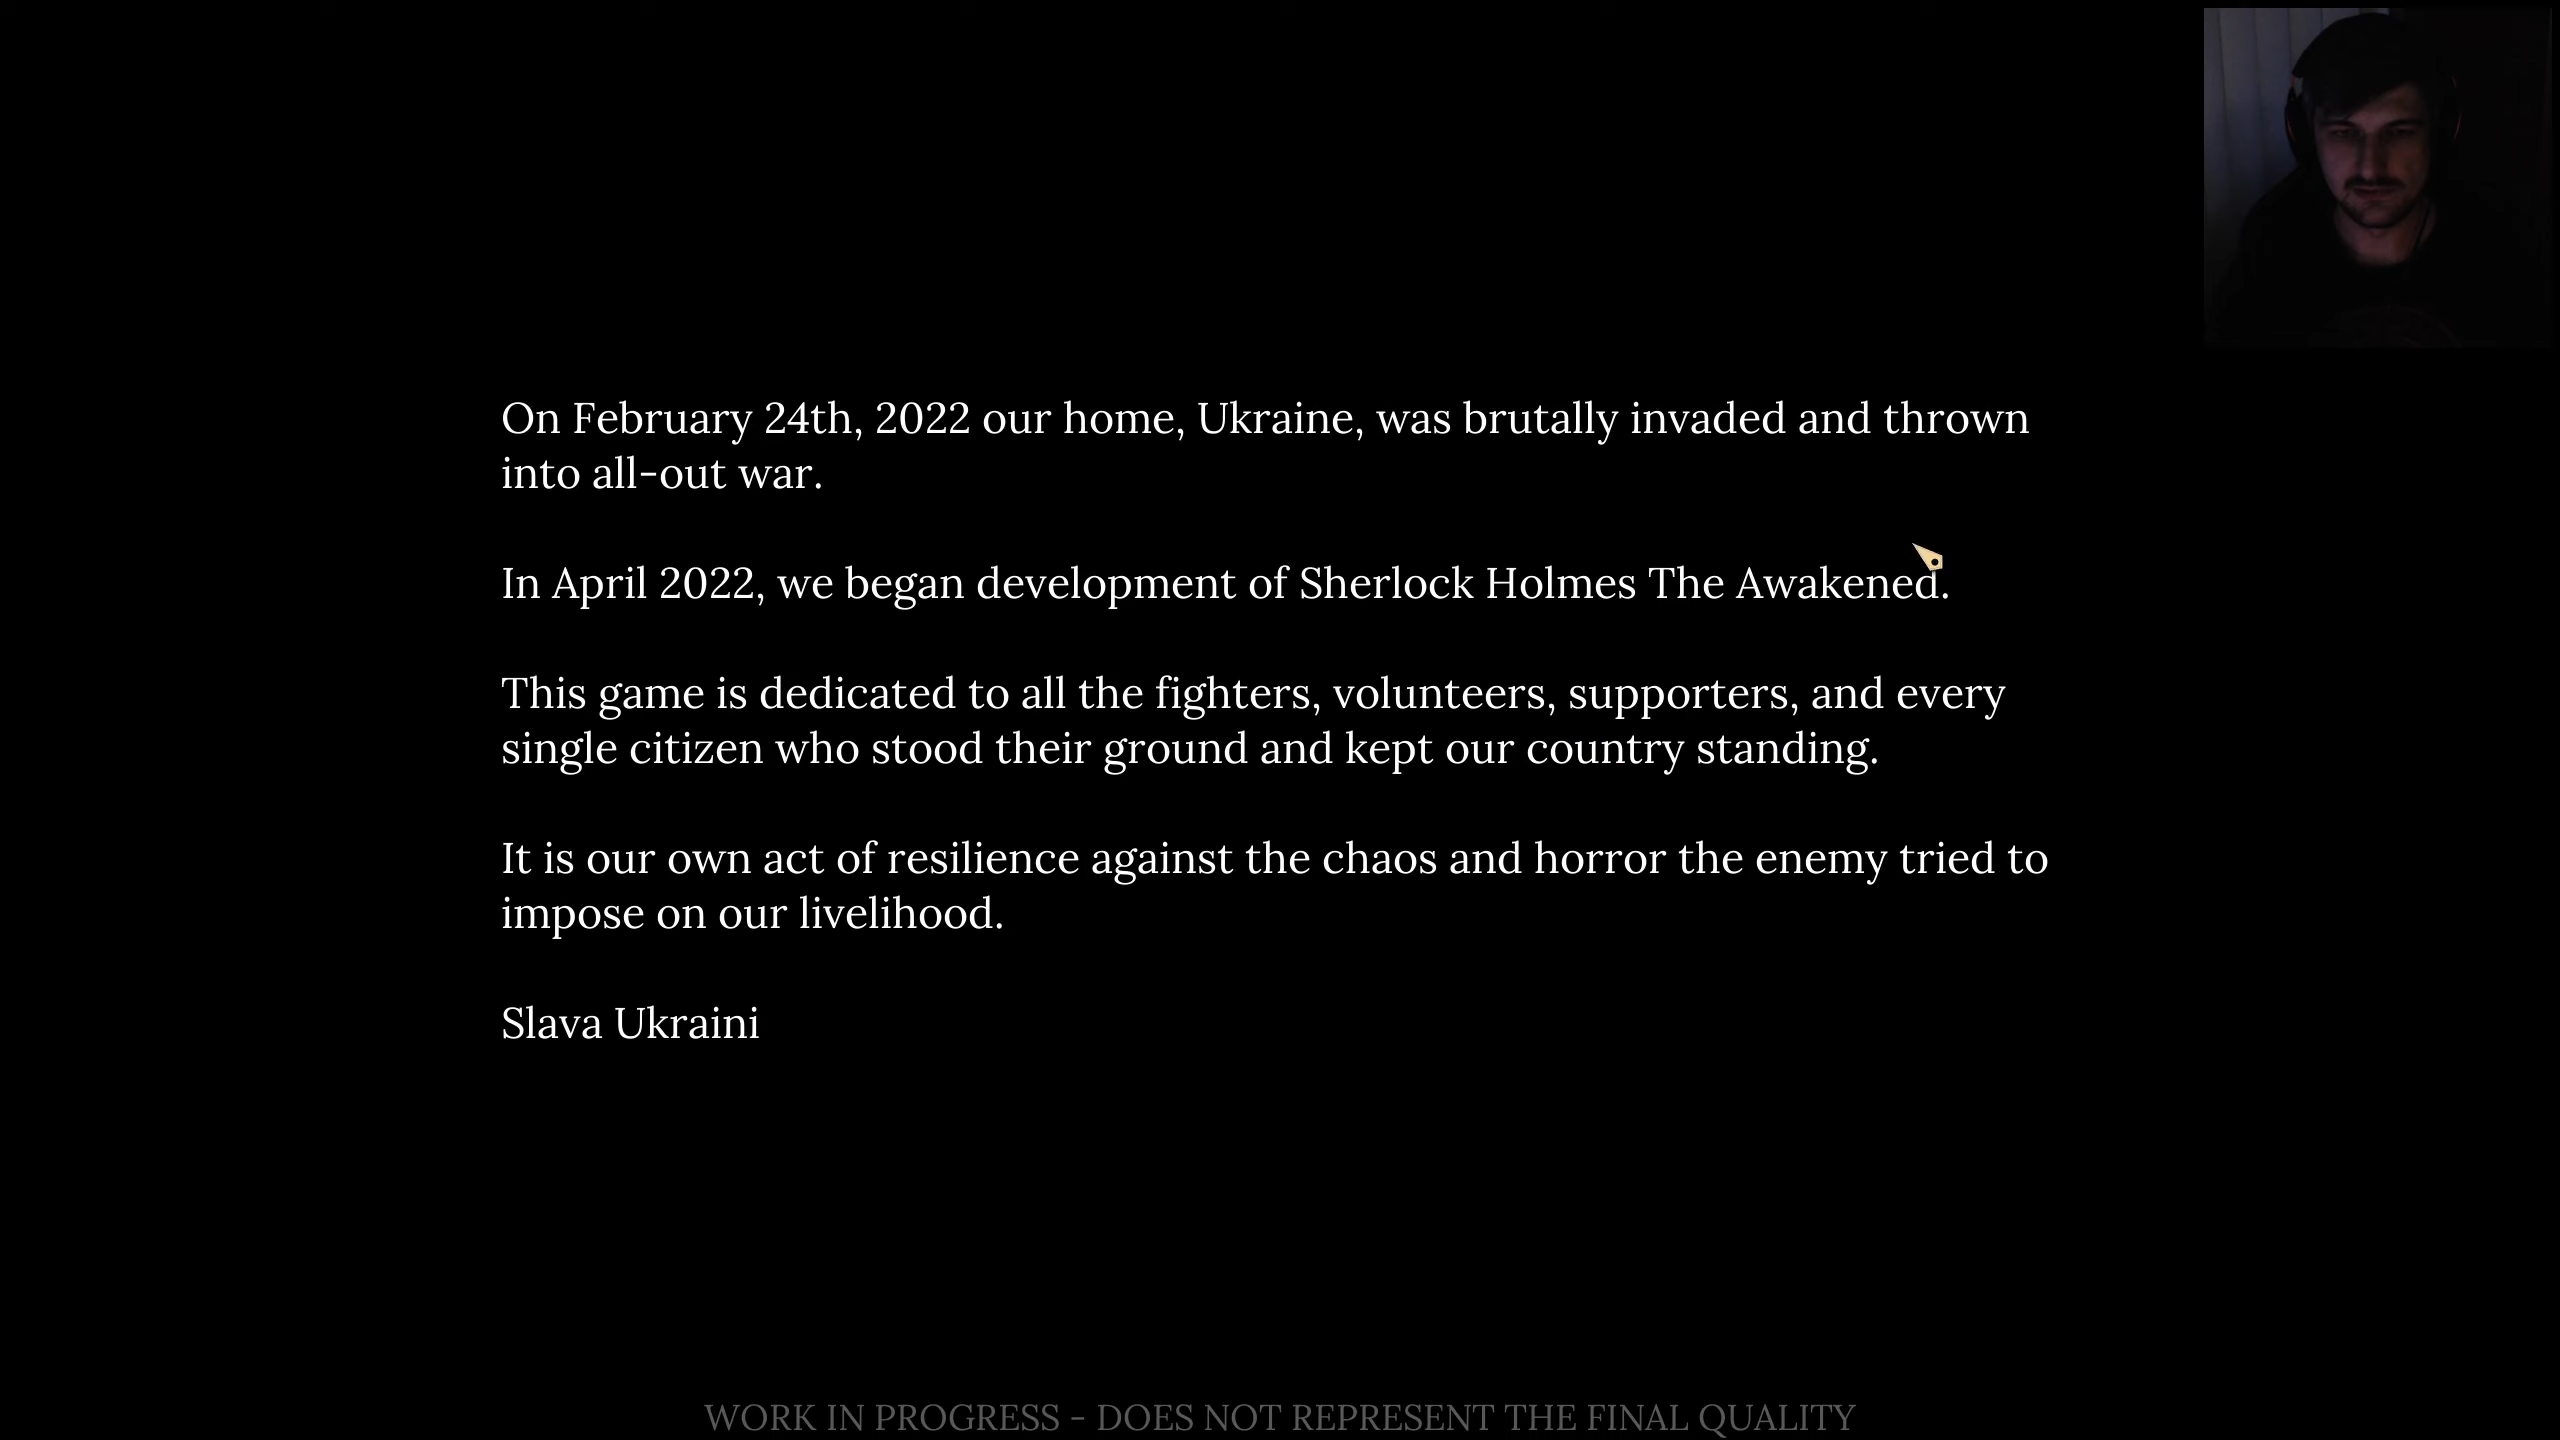 On February 24th, 2022 our home, Ukraine, was brutally invaded and thrown
into all-out war.
In April 2022, we began development of Sherlock Holmes The Awakened.
This game is dedicated to all the fighters, volunteers, supporters, and every
single citizen who stood their ground and kept our country standing.
It is our own act of resilience against the chaos and horror the enemy tried to
impose on our livelihood.
Slava Ukraini
WORK IN PROGRESS - DOES NOT REPRESENT THE FINAL QUALITY